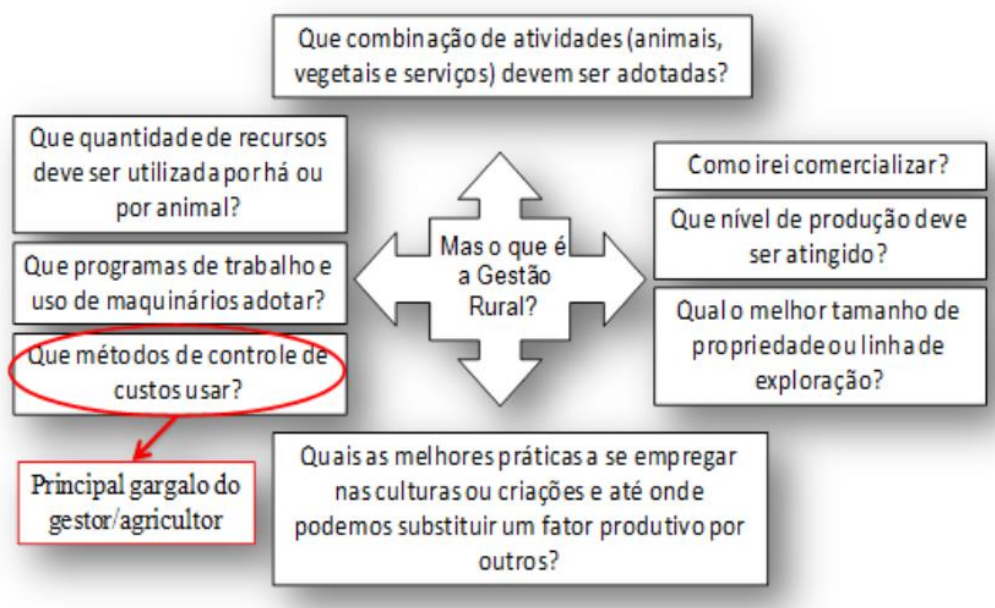 Que combinação de atividades (animais,
vegetais e serviços) devem ser adotadas?
Que quantidade de recursos
deve ser utilizada por há ou
por animal?
Que programas de trabalho e
uso de maquinários adotar?
Que métodos de controle de
custos usar?
Principal gargalo do
gestor/agricultor
Mas o que é
a Gestão
Rural?
Como irei comercializar?
Que nível de produção deve
ser atingido?
Qual o melhor tamanho de
propriedade ou linha de
exploração?
Quais as melhores práticas a se empregar
nas culturas ou criações e até onde
podemos substituir um fator produtivo por
outros?